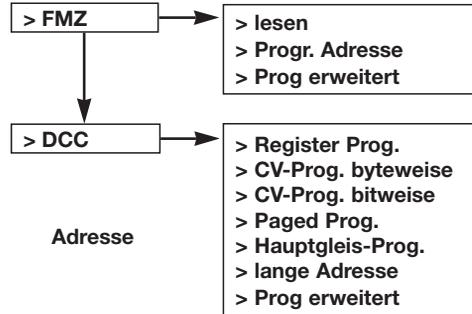 > FMZ
> lesen
> Progr. Adresse
> Prog erweitert
> DCC
> Register Prog.
> CV-Prog. byteweise
> CV-Prog. bitweise
> Paged Prog.
> Hauptgleis-Prog.
> lange Adresse
> Prog erweitert
Adresse